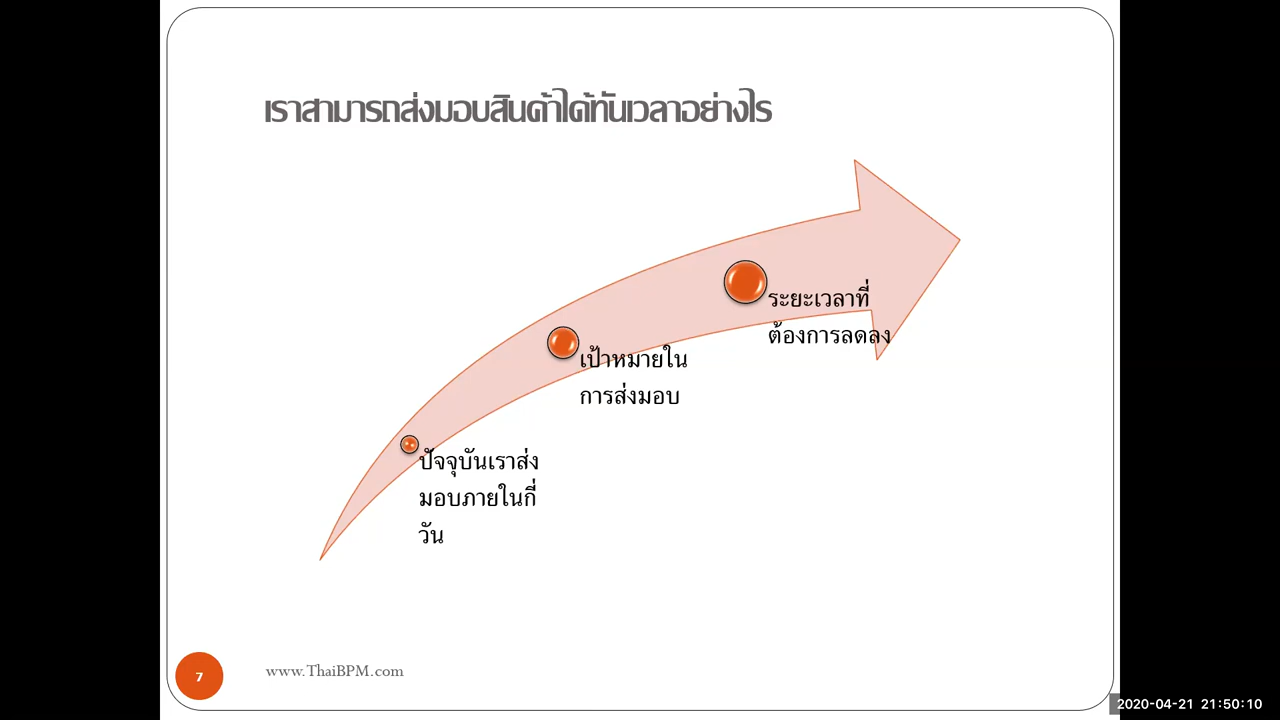 เราสามารถส่งมอบสินค้าได้ทันเวลาอย่างไร
ระยะเวลาที่
ต้องการลดลง
เป้าหมายใน
การส่งมอบ
ปัจจุบันเราส่ง
มอบภายในกี่
วัน
7
www.ThaiBPM.com
2020-04-21 21:50:10